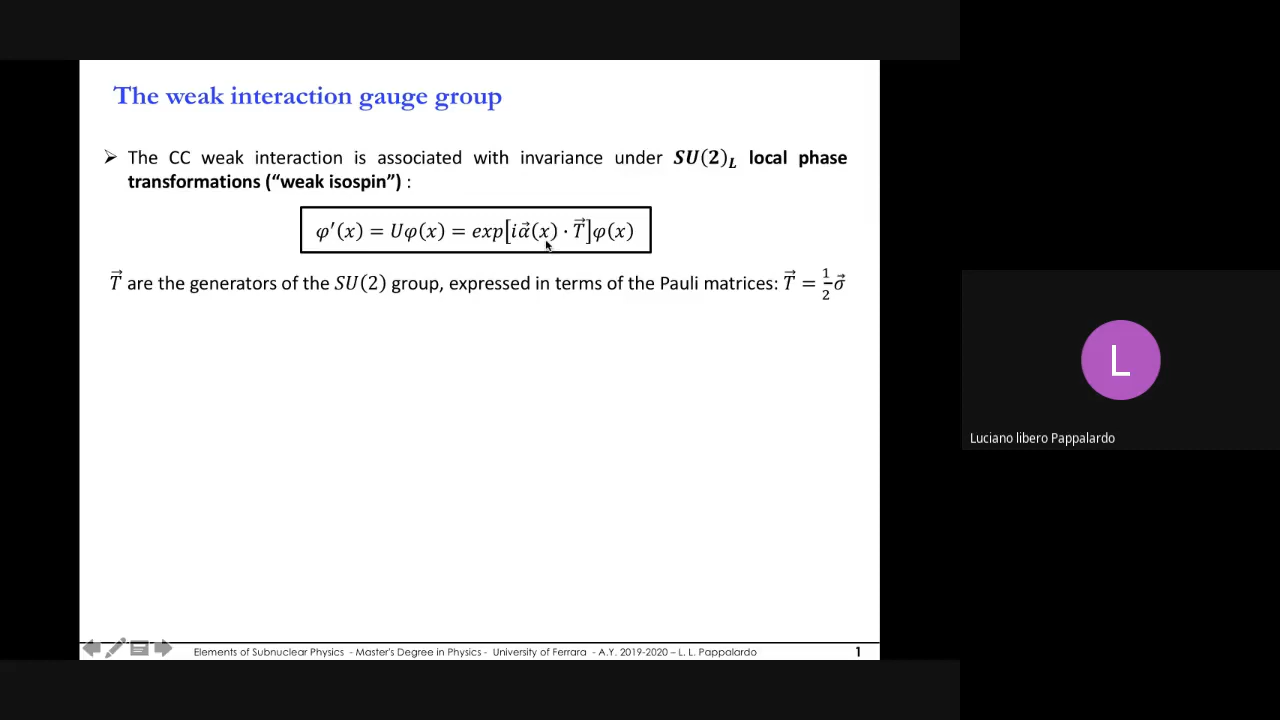 The weak interaction gauge group
➢ The CC weak interaction is associated with invariance under 𝑺𝑼(𝟐)_𝑳 local phase
transformations (“weak isospin”) :
𝜑′(𝑥) = 𝑈𝜑(𝑥) = 𝑒𝑥𝑝[𝑖𝛼⃗(𝑥) · 𝑇⃗]𝜑(𝑥)
𝑇⃗ are the generators of the 𝑆𝑈(2) group, expressed in terms of the Pauli matrices: 𝑇⃗ = 1/2 𝜎⃗
L
Luciano libero Pappalardo
Elements of Subnuclear Physics - Master's Degree in Physics - University of Ferrara - A.Y. 2019-2020 – L. L. Pappalardo 1